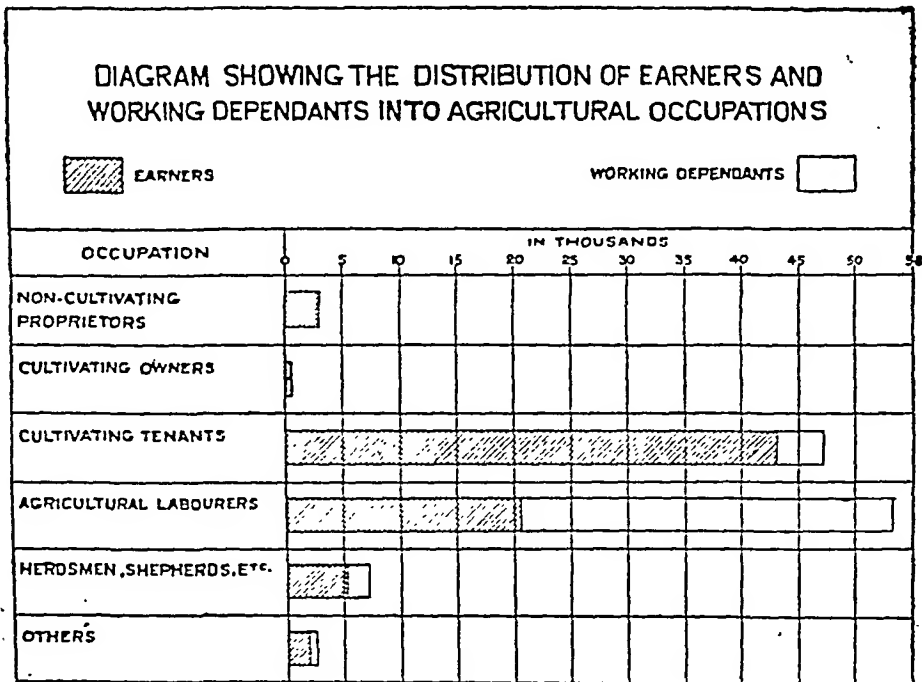 DIAGRAM SHOWING THE DISTRIBUTION OF EARNERS AND
WORKING DEPENDANTS INTO AGRICULTURAL OCCUPATIONS
EARNERS
WORKING DEPENDANTS
OCCUPATION
IN THOUSANDS
0 5 10 15 20 25 30 35 40 45 50
NON-CULTIVATING
PROPRIETORS
CULTIVATING OWNERS
CULTIVATING TENANTS
AGRICULTURAL LABOURERS
HERDSMEN, SHEPHERDS, ETC.
OTHERS